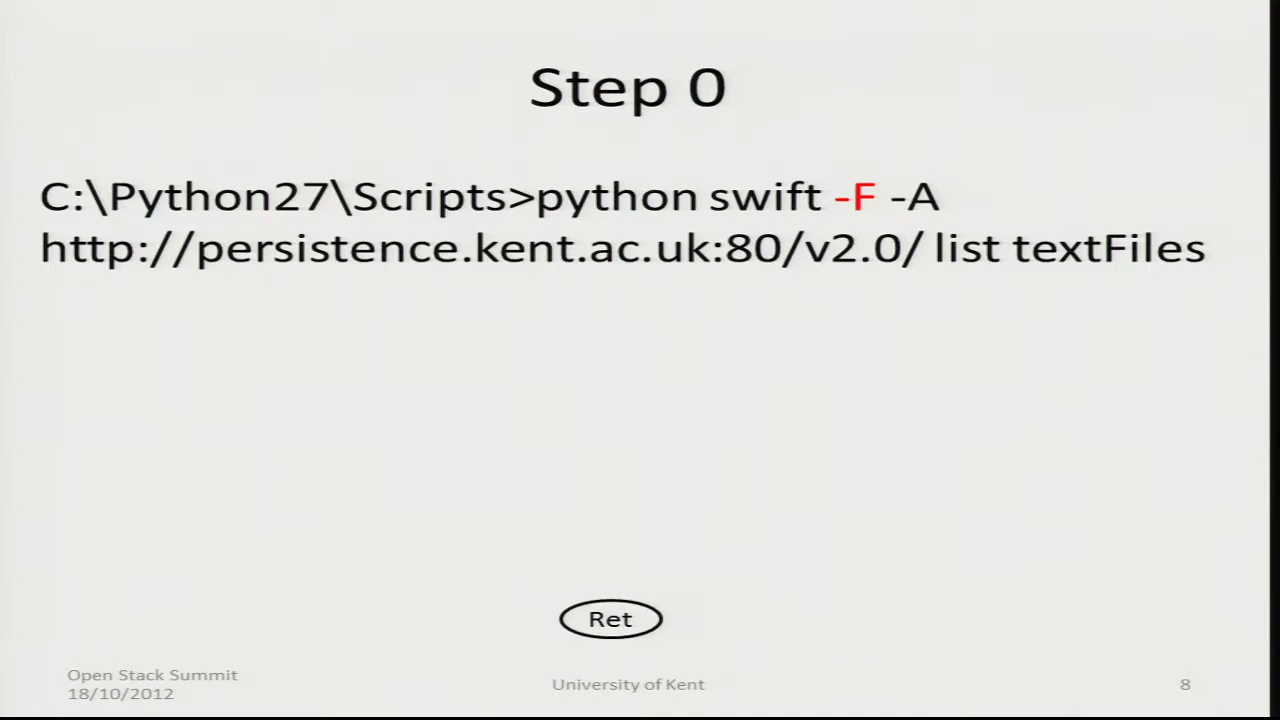 Step 0
C:\Python27\Scripts>python swift -F -A
http://persistence.kent.ac.uk:80/v2.0/ list textFiles
Ret
Open Stack Summit
18/10/2012
University of Kent
8